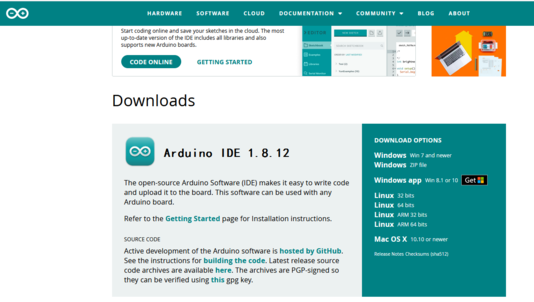 HARDWARE SOFTWARE CLOUD DOCUMENTATION COMMUNITY BLOG ABOUT
Start coding online and save your sketches in the cloud. The most
up-to-date version of the IDE includes all libraries and also
supports new Arduino boards.
CODE ONLINE GETTING STARTED
Downloads
Arduino IDE 1.8.12
The open-source Arduino Software (IDE) makes it easy to write code
and upload it to the board. This software can be used with any
Arduino board.
Refer to the Getting Started page for Installation instructions.
SOURCE CODE
Active development of the Arduino software is hosted by GitHub.
See the instructions for building the code. Latest release source
code archives are available here. The archives are PGP-signed so
they can be verified using this gpg key.
DOWNLOAD OPTIONS
Windows Win 7 and newer
Windows ZIP file
Windows app Win 8.1 or 10 Get
Linux 32 bits
Linux 64 bits
Linux ARM 32 bits
Linux ARM 64 bits
Mac OS X 10.10 or newer
Release Notes Checksums (sha512)